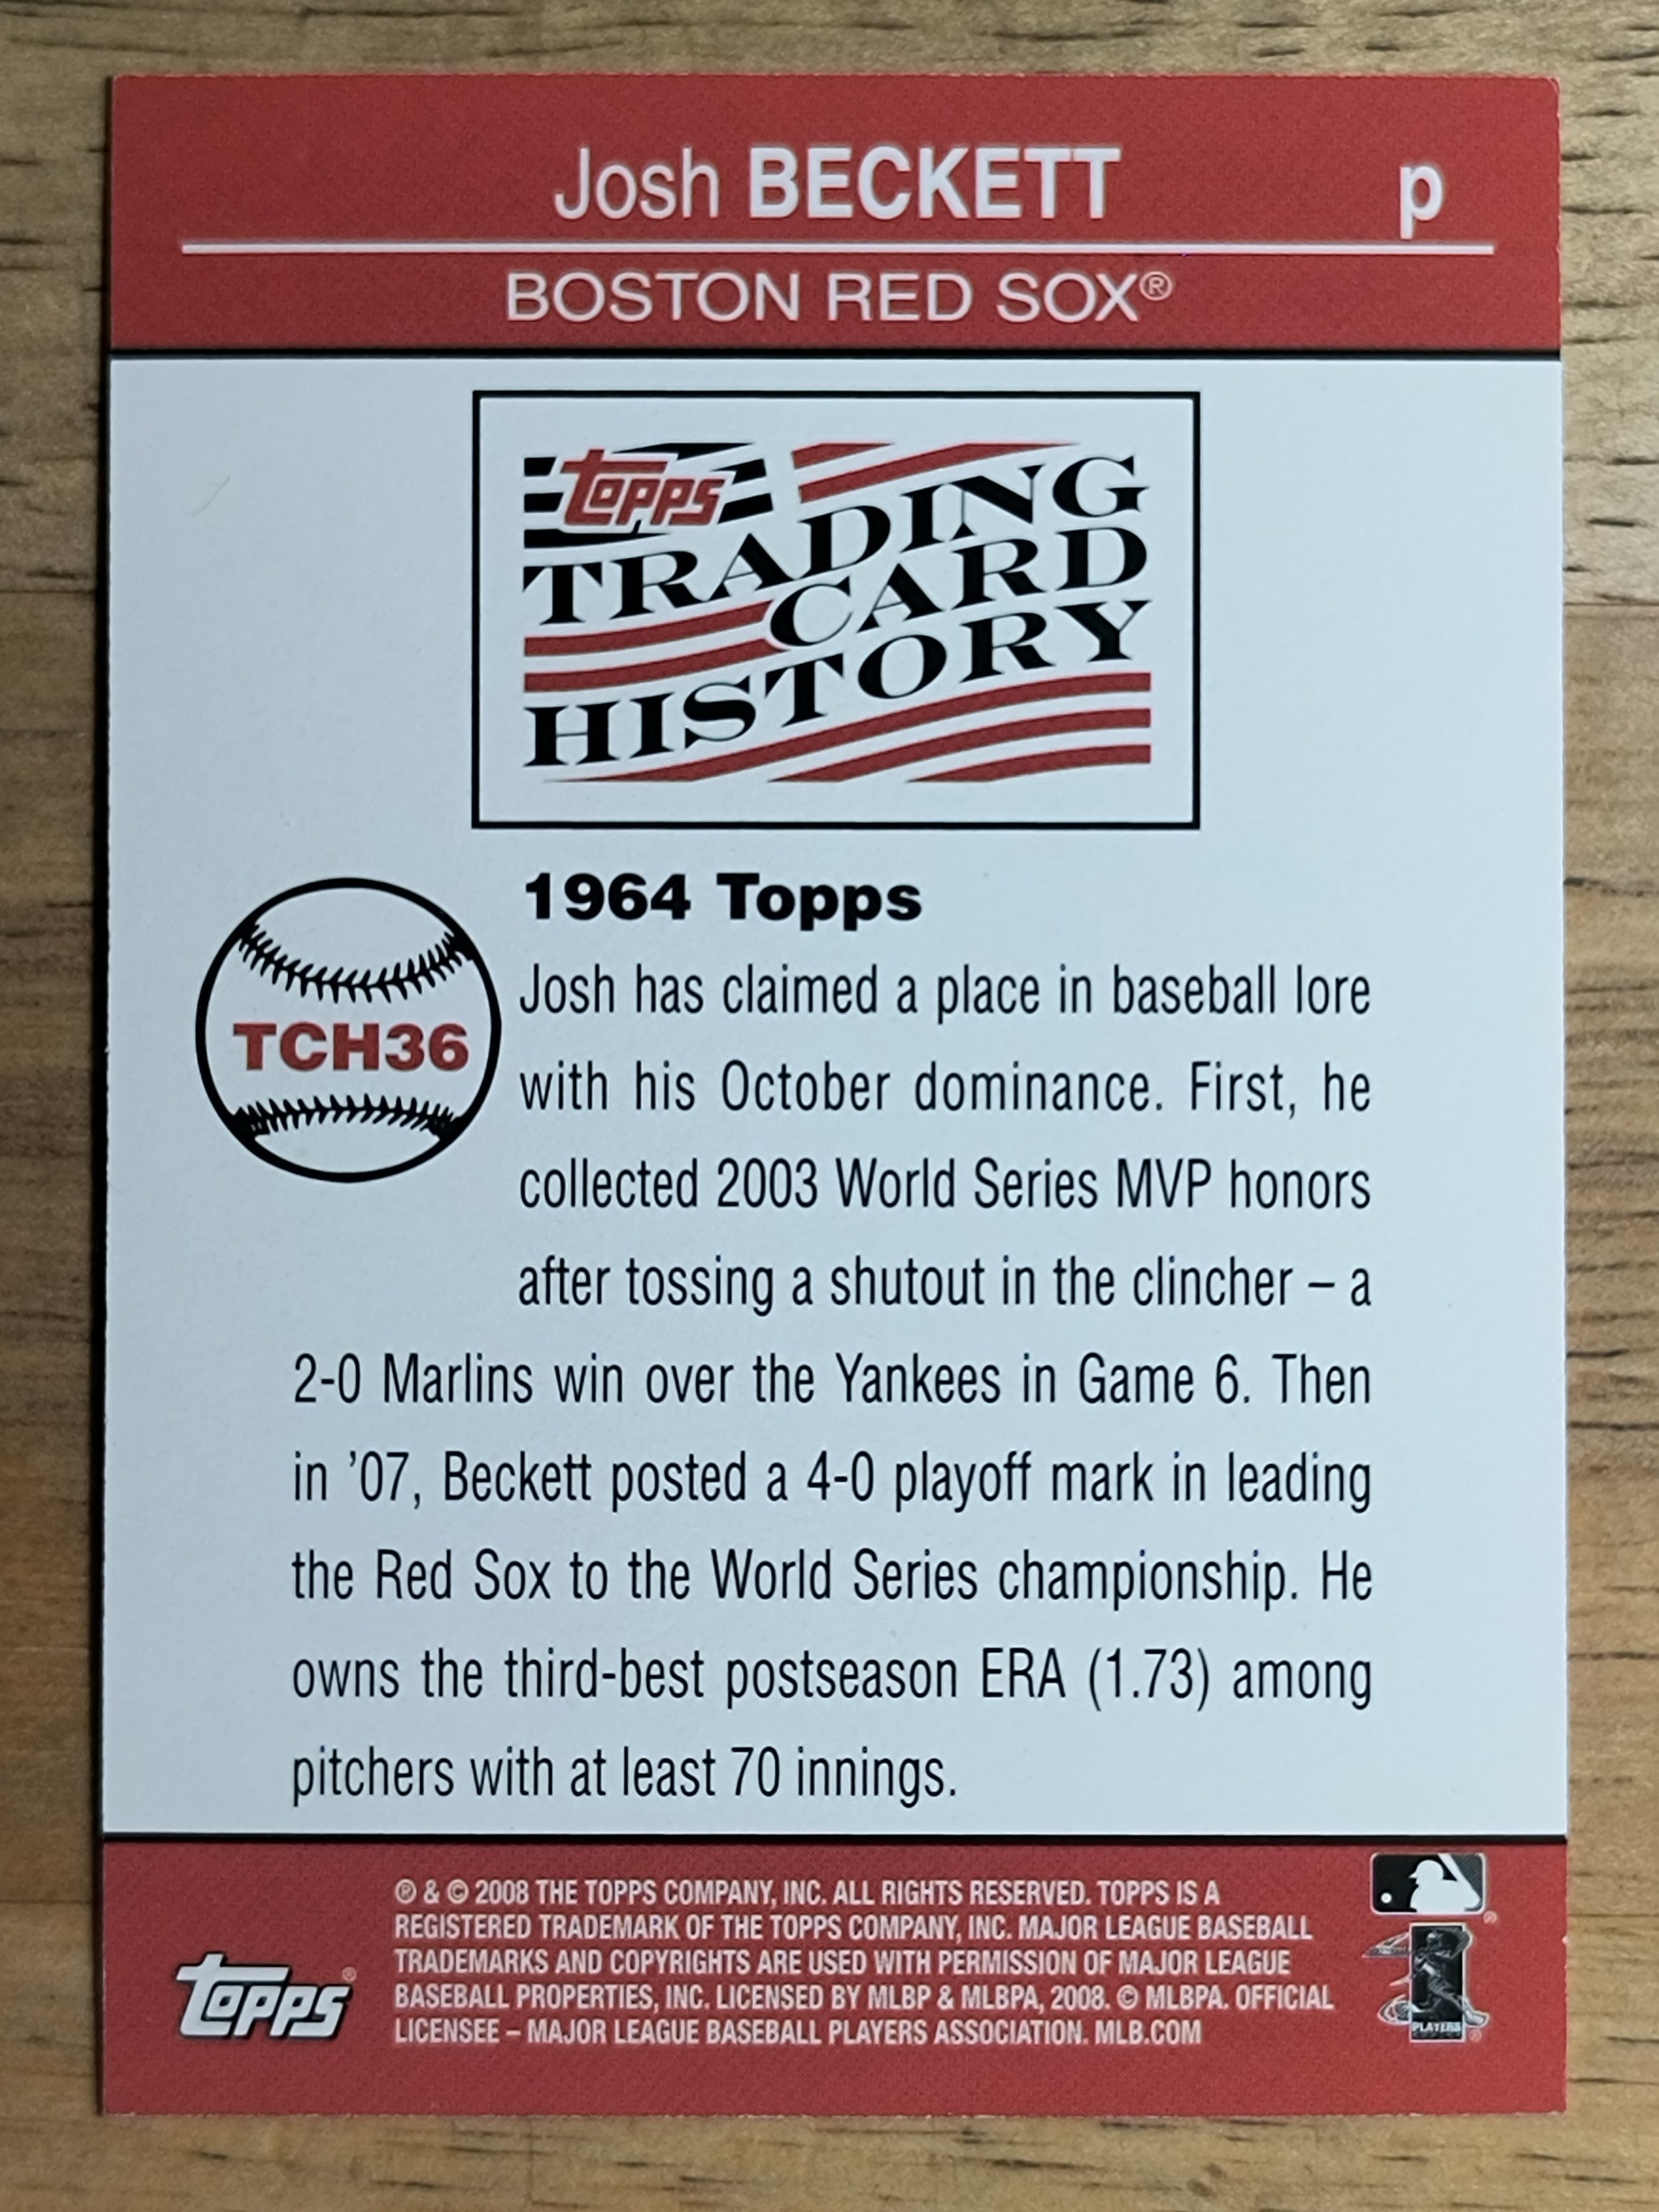 Josh BECKETT p
BOSTON RED SOX®
topps
TRADING
CARD
HISTORY
1964 Topps
TCH36
Josh has claimed a place in baseball lore
with his October dominance. First, he
collected 2003 World Series MVP honors
after tossing a shutout in the clincher – a
2-0 Marlins win over the Yankees in Game 6. Then
in ’07, Beckett posted a 4-0 playoff mark in leading
the Red Sox to the World Series championship. He
owns the third-best postseason ERA (1.73) among
pitchers with at least 70 innings.
® & © 2008 THE TOPPS COMPANY, INC. ALL RIGHTS RESERVED. TOPPS IS A
REGISTERED TRADEMARK OF THE TOPPS COMPANY, INC. MAJOR LEAGUE BASEBALL
TRADEMARKS AND COPYRIGHTS ARE USED WITH PERMISSION OF MAJOR LEAGUE
BASEBALL PROPERTIES, INC. LICENSED BY MLBP & MLBPA, 2008. © MLBPA. OFFICIAL
LICENSEE – MAJOR LEAGUE BASEBALL PLAYERS ASSOCIATION. MLB.COM
topps®
®
PLAYERS®